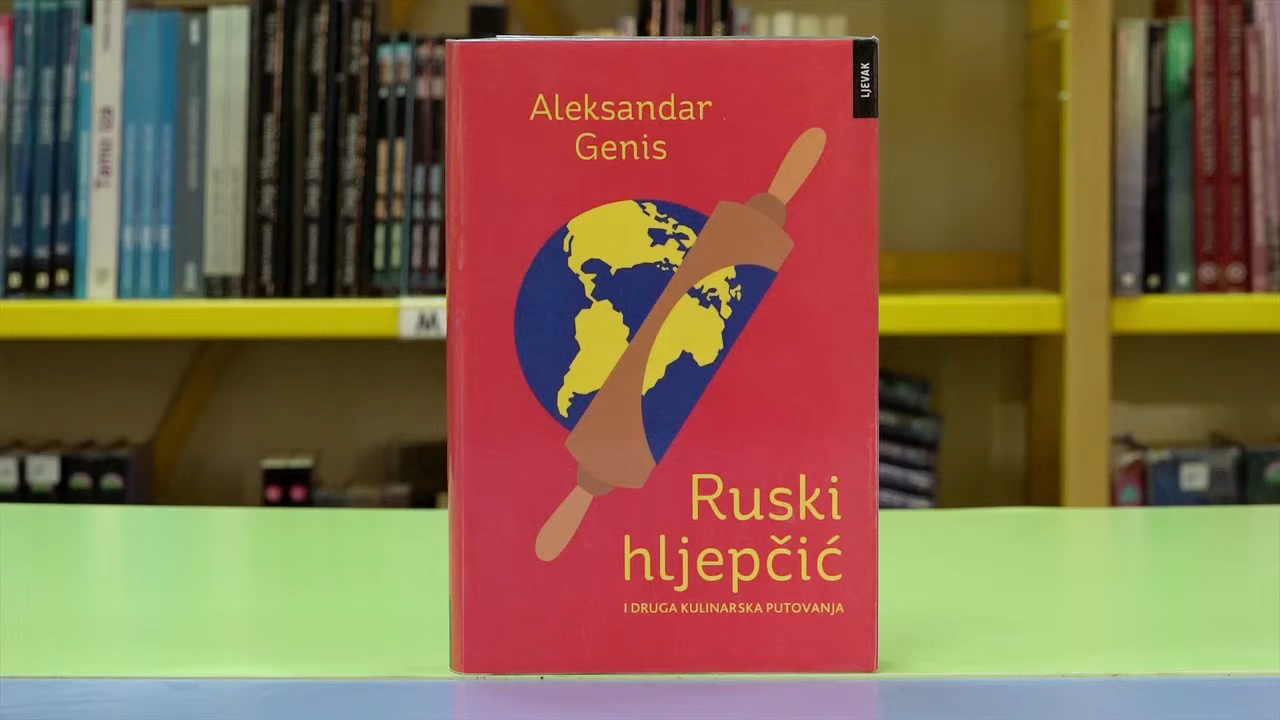 LJEVAK
Aleksandar
Genis
Ruski
hljepčić
I DRUGA KULINARSKA PUTOVANJA
M